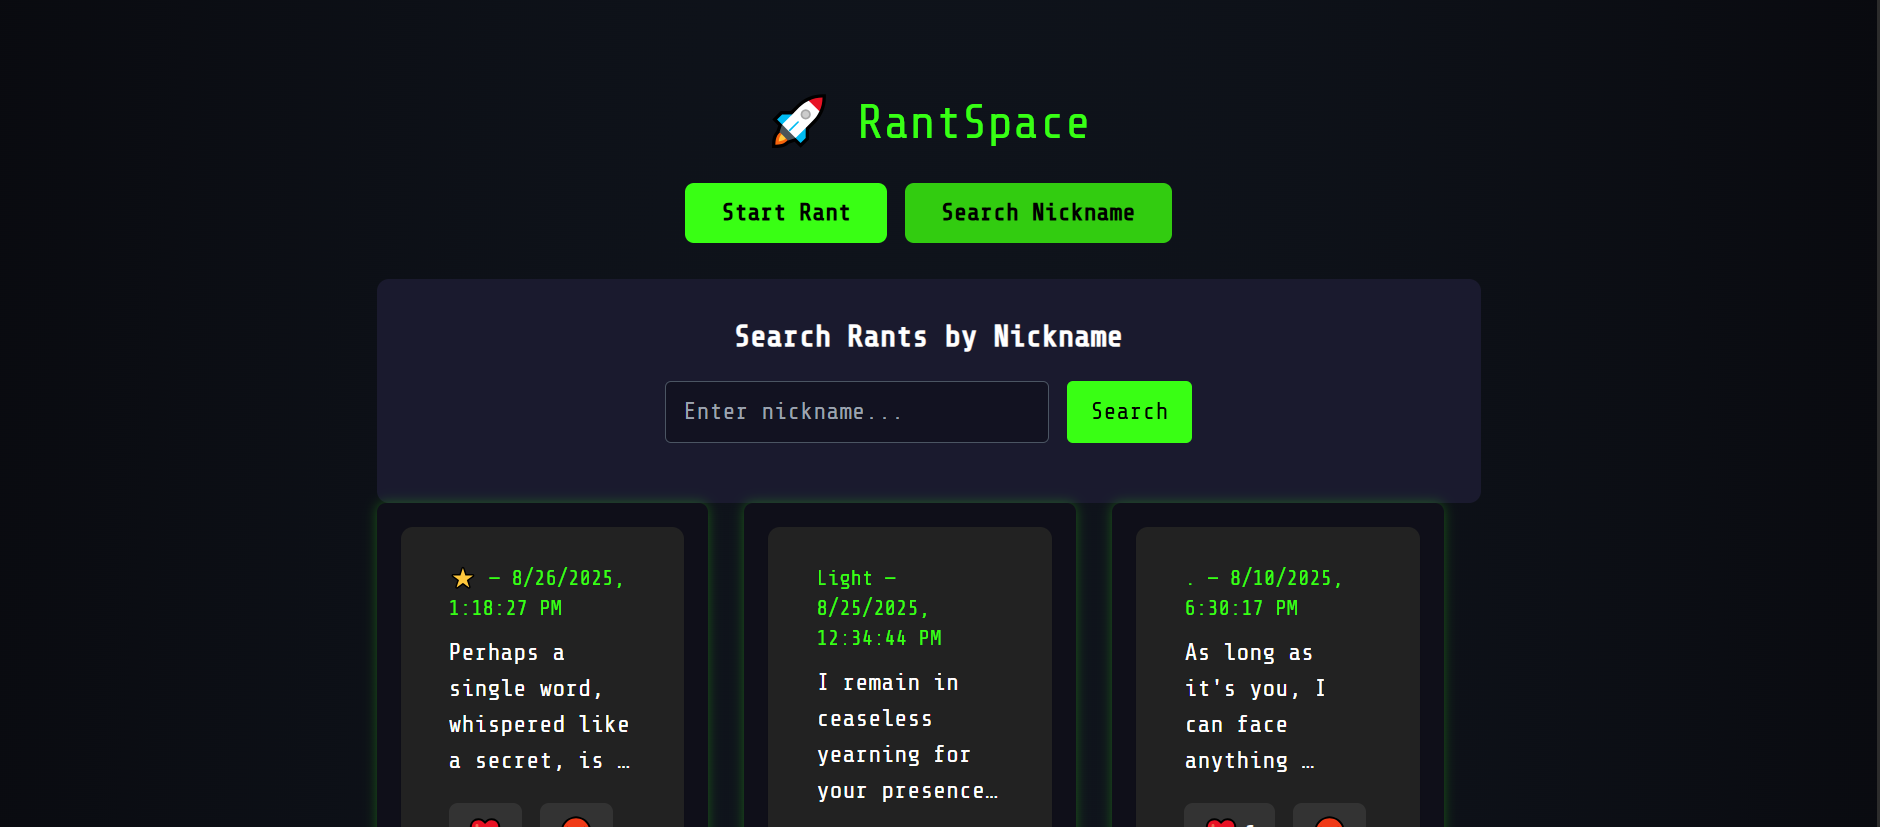 RantSpace
Start Rant
Search Nickname
Search Rants by Nickname
Enter nickname...
Search
— 8/26/2025,
1:18:27 PM
Perhaps a
single word,
whispered like
a secret, is …
Light —
8/25/2025,
12:34:44 PM
I remain in
ceaseless
yearning for
your presence…
. — 8/10/2025,
6:30:17 PM
As long as
it's you, I
can face
anything …